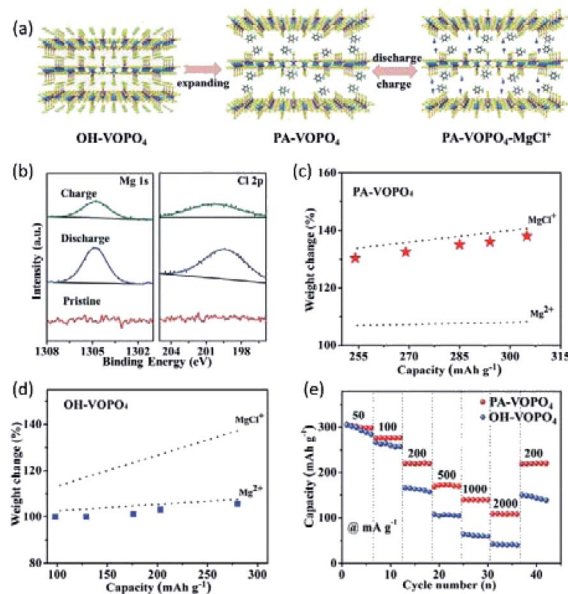 (a)
expanding
discharge
charge
OH-VOPO₄
PA-VOPO₄
PA-VOPO₄-MgCl⁺
(b)
Mg 1s
Cl 2p
Charge
Discharge
Pristine
Intensity (a.u.)
1308 1305 1302 204 201 198
Binding Energy (eV)
(c)
PA-VOPO₄
MgCl⁺
Mg²⁺
Weight change (%)
160
140
120
100
255 270 285 300 315
Capacity (mAh g⁻¹)
(d)
OH-VOPO₄
MgCl⁺
Mg²⁺
Weight change (%)
140
120
100
80
100 150 200 250 300
Capacity (mAh g⁻¹)
(e)
PA-VOPO₄
OH-VOPO₄
50 100 200 500 1000 2000 200
@ mA g⁻¹
Capacity (mAh g⁻¹)
400
300
200
100
0
0 10 20 30 40
Cycle number (n)